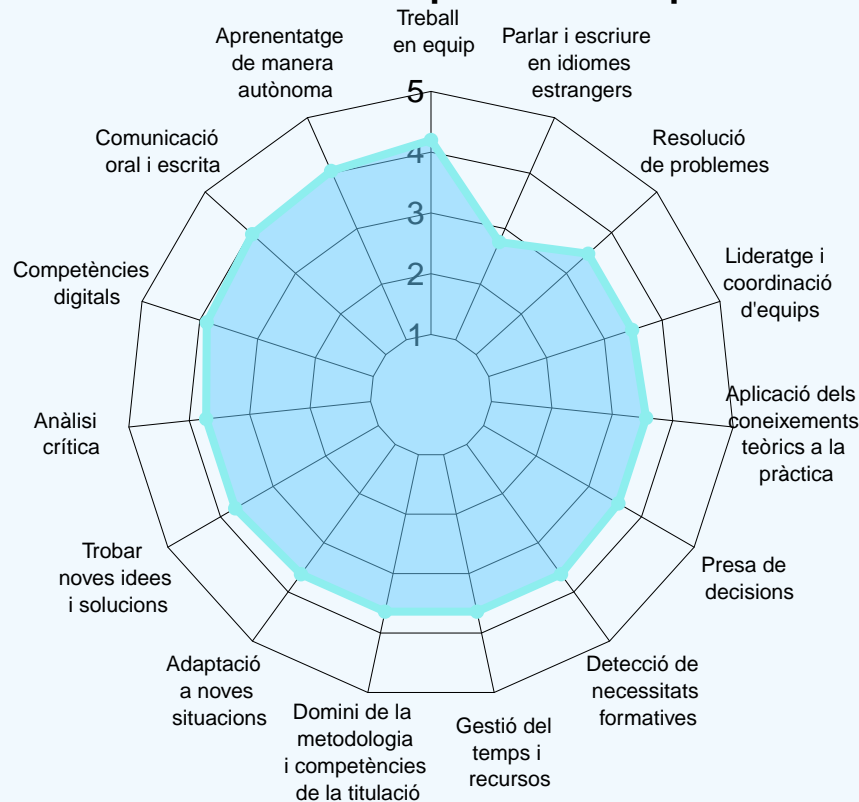 Treball
en equip
Parlar i escriure
en idiomes
estrangers
Resolució
de problemes
Lideratge i
coordinació
d'equips
Aplicació dels
coneixements
teòrics a la
pràctica
Presa de
decisions
Detecció de
necessitats
formatives
Gestió del
temps i
recursos
Domini de la
metodologia
i competències
de la titulació
Adaptació
a noves
situacions
Trobar
noves idees
i solucions
Anàlisi
crítica
Competències
digitals
Comunicació
oral i escrita
Aprenentatge
de manera
autònoma
5
4
3
2
1